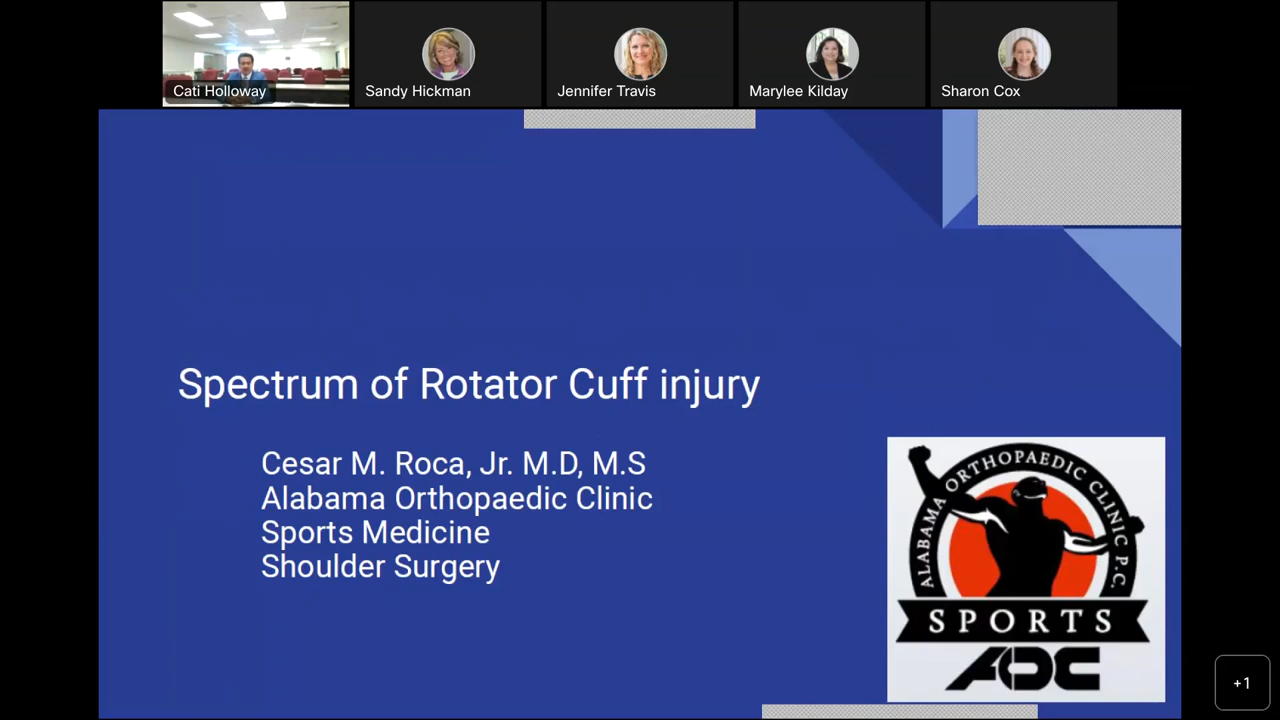 Cati Holloway
Sandy Hickman
Jennifer Travis
Marylee Kilday
Sharon Cox
Spectrum of Rotator Cuff injury
Cesar M. Roca, Jr. M.D, M.S
Alabama Orthopaedic Clinic
Sports Medicine
Shoulder Surgery
ALABAMA ORTHOPAEDIC CLINIC P.C.
SPORTS
AOC
+1